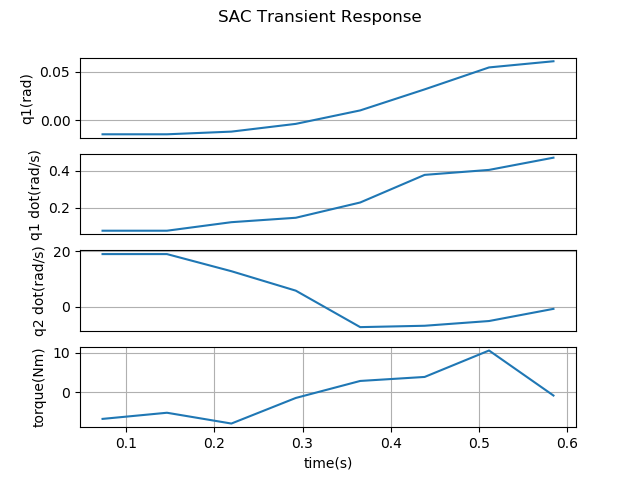 SAC Transient Response
0.05
0.00
q1(rad)
0.4
0.2
q1 dot(rad/s)
20
0
q2 dot(rad/s)
10
0
torque(Nm)
0.1 0.2 0.3 0.4 0.5 0.6
time(s)